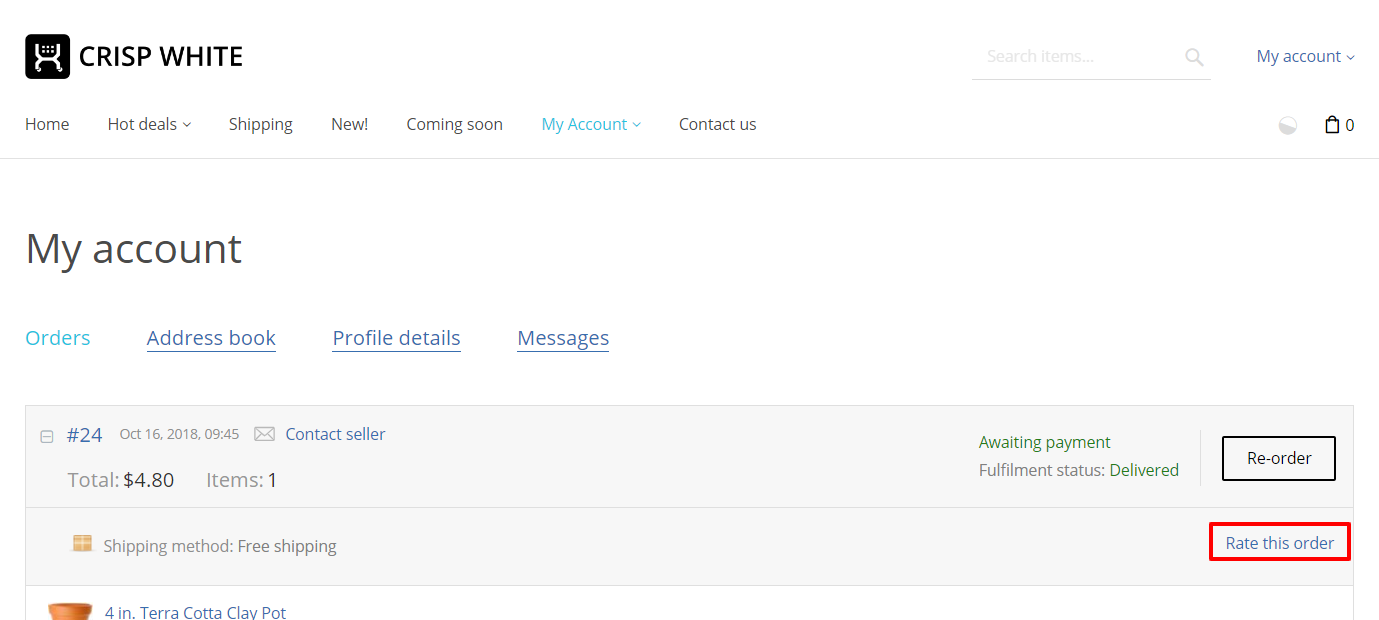 CRISP WHITE
Search items...
My account
Home Hot deals Shipping New! Coming soon My Account Contact us 0
My account
Orders Address book Profile details Messages
#24 Oct 16, 2018, 09:45 Contact seller
Awaiting payment
Re-order
Total: $4.80 Items: 1
Fulfilment status: Delivered
Shipping method: Free shipping
Rate this order
4 in. Terra Cotta Clay Pot